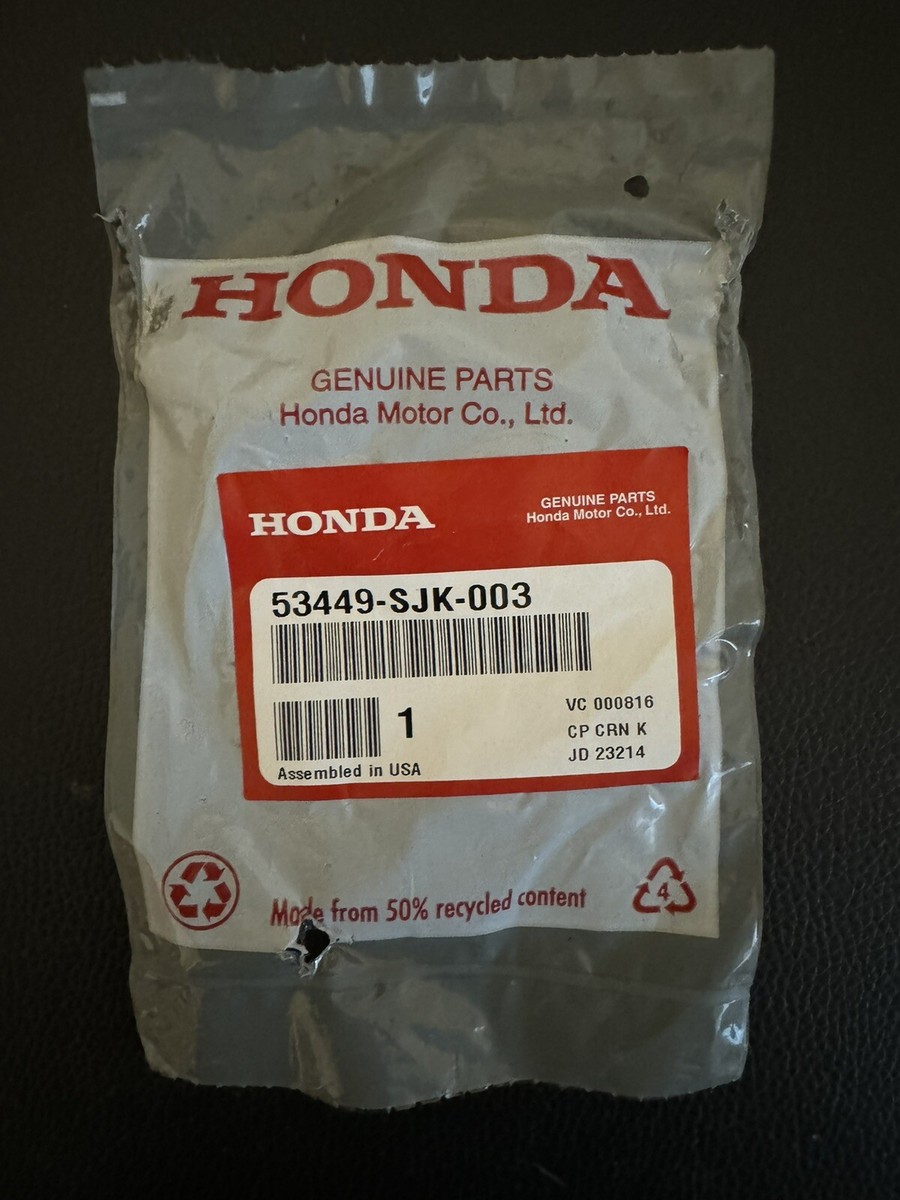 HONDA
GENUINE PARTS
Honda Motor Co., Ltd.
HONDA
GENUINE PARTS
Honda Motor Co., Ltd.
53449-SJK-003
1
VC 000816
CP CRN K
JD 23214
Assembled in USA
Made from 50% recycled content
4